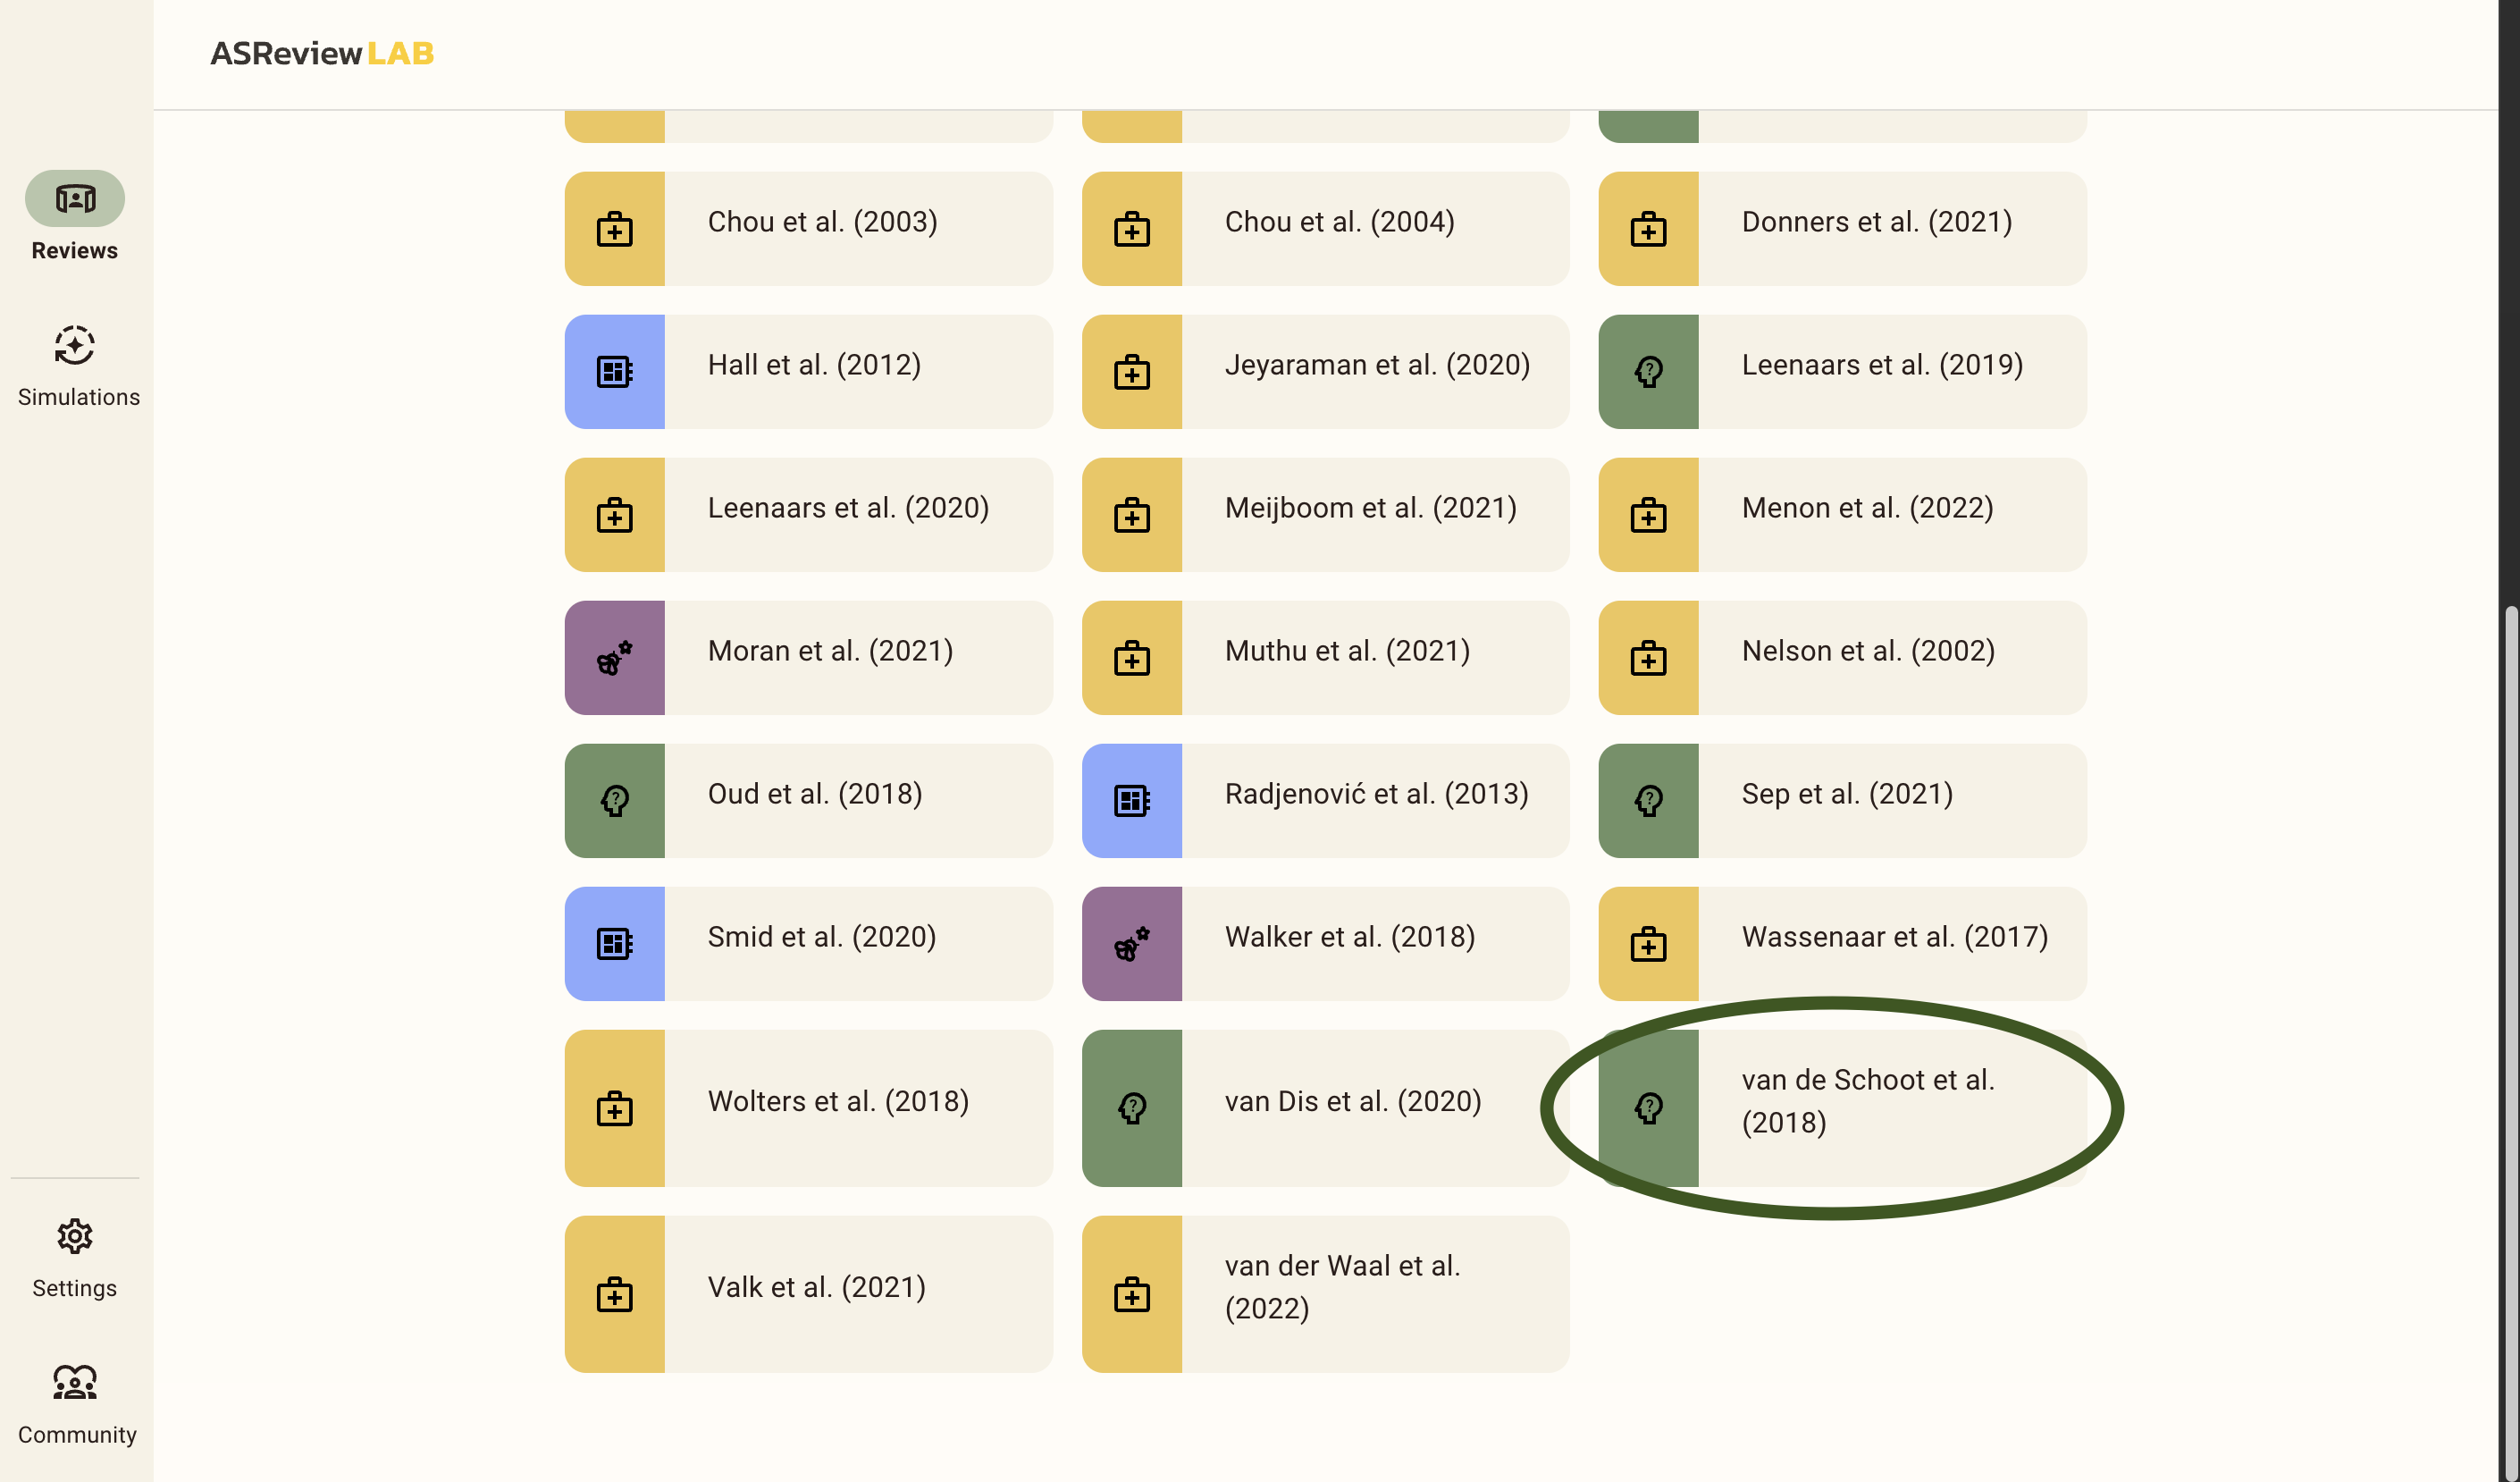 ASReview LAB
Reviews
Simulations
Chou et al. (2003)
Chou et al. (2004)
Donners et al. (2021)
Hall et al. (2012)
Jeyaraman et al. (2020)
Leenaars et al. (2019)
Leenaars et al. (2020)
Meijboom et al. (2021)
Menon et al. (2022)
Moran et al. (2021)
Muthu et al. (2021)
Nelson et al. (2002)
Oud et al. (2018)
Radjenović et al. (2013)
Sep et al. (2021)
Smid et al. (2020)
Walker et al. (2018)
Wassenaar et al. (2017)
Wolters et al. (2018)
van Dis et al. (2020)
van de Schoot et al.
(2018)
Valk et al. (2021)
van der Waal et al.
(2022)
Settings
Community